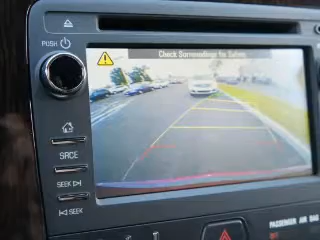 PUSH
Check Surroundings for Safety
SRCE
SEEK
SEEK
PASSENGER AIR BAG